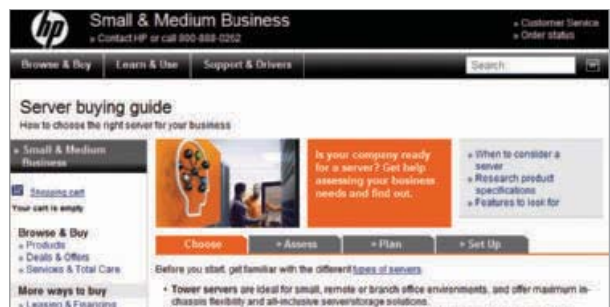 hp
Small & Medium Business
» Contact HP or call 800-888-0262
» Customer Service
» Order status
Browse & Buy
Learn & Use
Support & Drivers
Search:
Server buying guide
How to choose the right server for your business
» Small & Medium Business
Shopping cart
Your cart is empty
Browse & Buy
» Products
» Deals & Offers
» Services & Total Care
More ways to buy
» Leasing & Financing
Is your company ready
for a server? Get help
assessing your business
needs and find out.
» When to consider a
server
» Research product
specifications
» Features to look for
Choose
» Assess
» Plan
» Set Up
Before you start, get familiar with the different types of servers
• Tower servers are ideal for small, remote or branch office environments, and offer maximum in-
chassis flexibility and all-inclusive server/storage solutions.